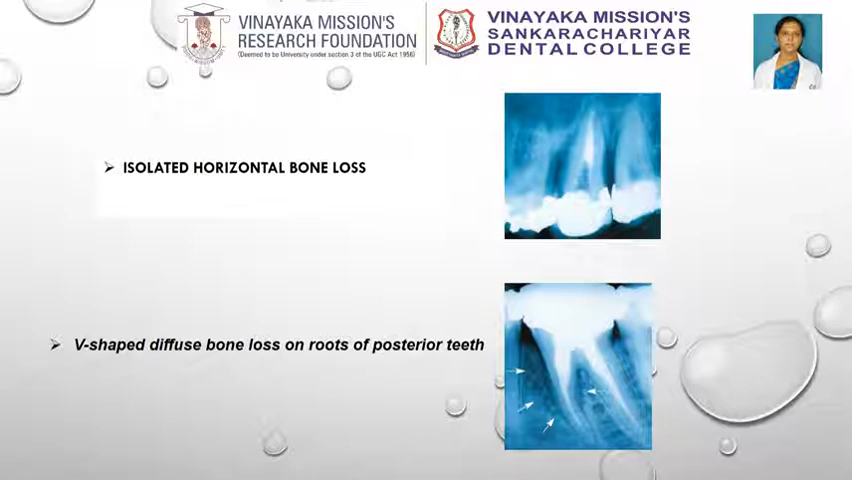 VINAYAKA MISSION'S
RESEARCH FOUNDATION
(Deemed to be University under section 3 of the UGC Act 1956)
VINAYAKA MISSION'S
SANKARACHARIYAR
DENTAL COLLEGE
ISOLATED HORIZONTAL BONE LOSS
V-shaped diffuse bone loss on roots of posterior teeth